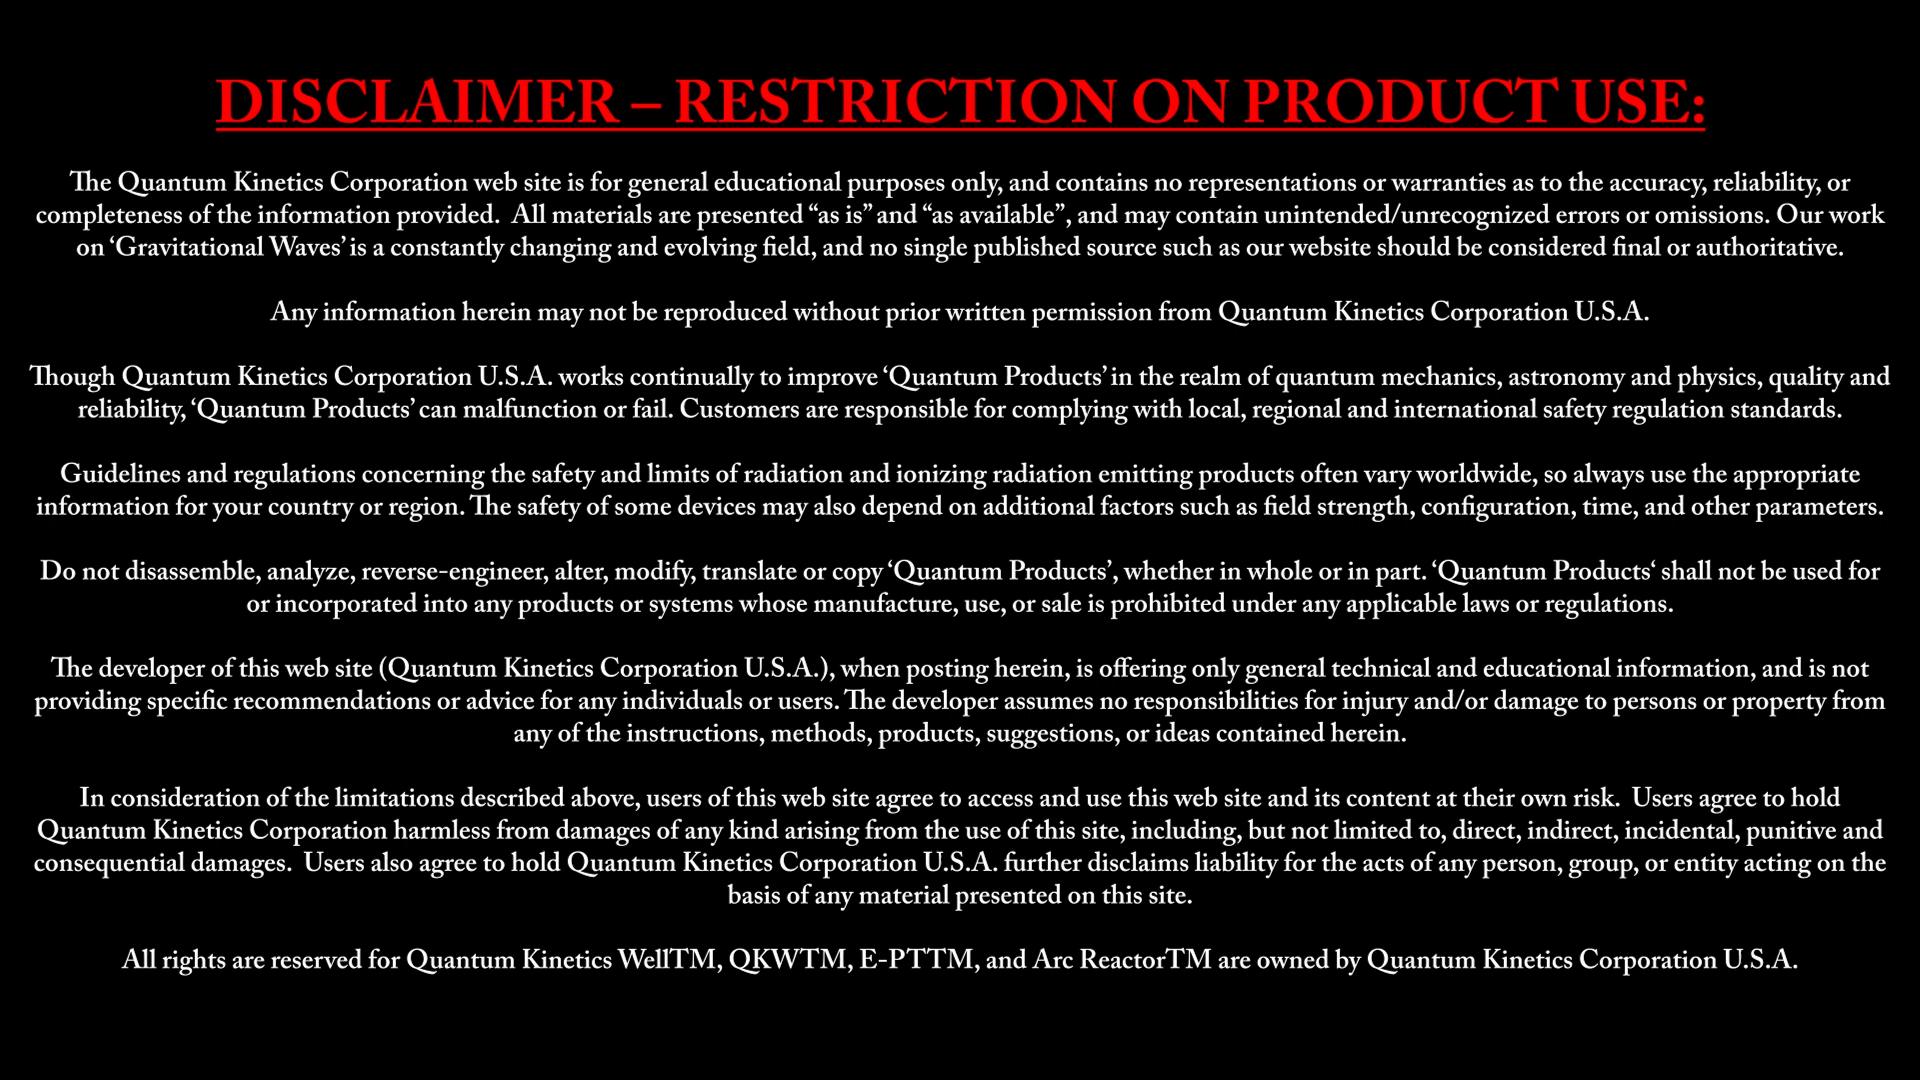 DISCLAIMER – RESTRICTION ON PRODUCT USE:
The Quantum Kinetics Corporation web site is for general educational purposes only, and contains no representations or warranties as to the accuracy, reliability, or
completeness of the information provided.  All materials are presented “as is” and “as available”, and may contain unintended/unrecognized errors or omissions. Our work
on ‘Gravitational Waves’ is a constantly changing and evolving field, and no single published source such as our website should be considered final or authoritative.
Any information herein may not be reproduced without prior written permission from Quantum Kinetics Corporation U.S.A.
Though Quantum Kinetics Corporation U.S.A. works continually to improve ‘Quantum Products’ in the realm of quantum mechanics, astronomy and physics, quality and
reliability, ‘Quantum Products’ can malfunction or fail. Customers are responsible for complying with local, regional and international safety regulation standards.
Guidelines and regulations concerning the safety and limits of radiation and ionizing radiation emitting products often vary worldwide, so always use the appropriate
information for your country or region. The safety of some devices may also depend on additional factors such as field strength, configuration, time, and other parameters.
Do not disassemble, analyze, reverse-engineer, alter, modify, translate or copy ‘Quantum Products’, whether in whole or in part. ‘Quantum Products‘ shall not be used for
or incorporated into any products or systems whose manufacture, use, or sale is prohibited under any applicable laws or regulations.
The developer of this web site (Quantum Kinetics Corporation U.S.A.), when posting herein, is offering only general technical and educational information, and is not
providing specific recommendations or advice for any individuals or users. The developer assumes no responsibilities for injury and/or damage to persons or property from
any of the instructions, methods, products, suggestions, or ideas contained herein.
In consideration of the limitations described above, users of this web site agree to access and use this web site and its content at their own risk.  Users agree to hold
Quantum Kinetics Corporation harmless from damages of any kind arising from the use of this site, including, but not limited to, direct, indirect, incidental, punitive and
consequential damages.  Users also agree to hold Quantum Kinetics Corporation U.S.A. further disclaims liability for the acts of any person, group, or entity acting on the
basis of any material presented on this site.
All rights are reserved for Quantum Kinetics WellTM, QKWTM, E-PTTM, and Arc ReactorTM are owned by Quantum Kinetics Corporation U.S.A.